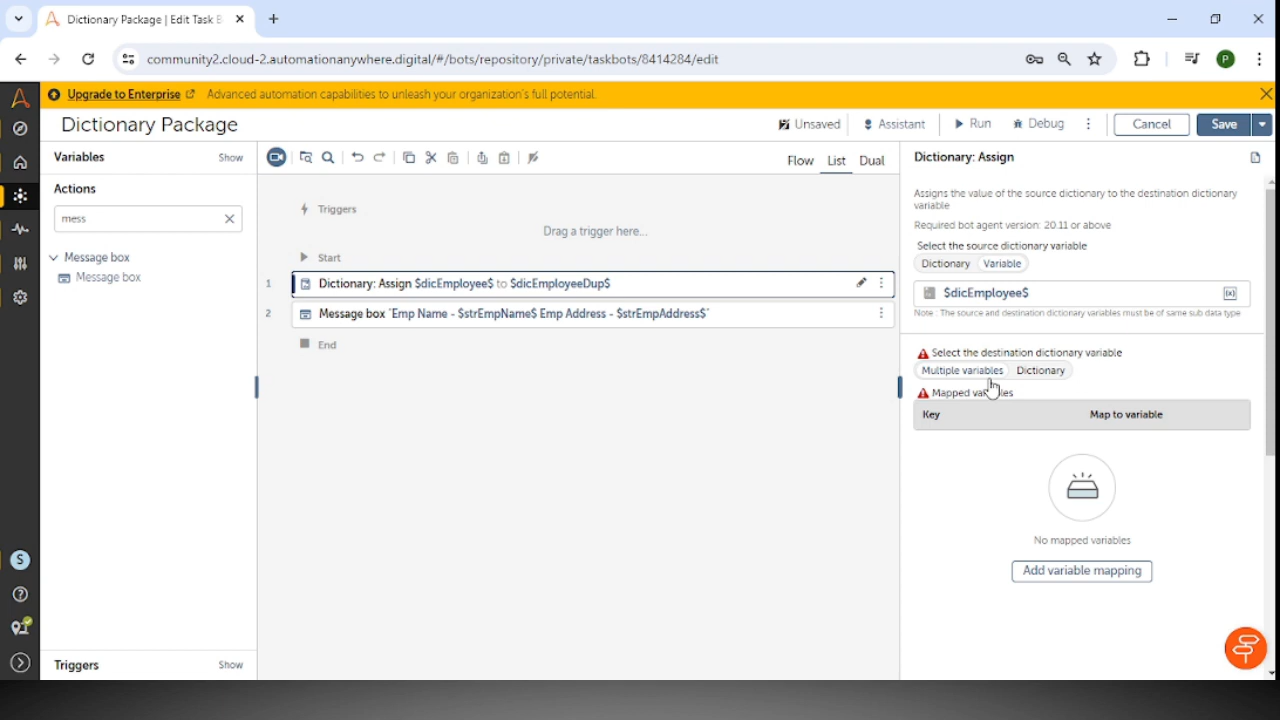 Dictionary Package | Edit Task B
community2.cloud-2.automationanywhere.digital/#/bots/repository/private/taskbots/8414284/edit
P
Upgrade to Enterprise
Advanced automation capabilities to unleash your organization's full potential.
Dictionary Package
Unsaved
Assistant
Run
Debug
Cancel
Save
Variables
Show
Actions
mess
Message box
Message box
Triggers
Show
Flow
List
Dual
Triggers
Drag a trigger here...
Start
1
Dictionary: Assign $dicEmployee$ to $dicEmployeeDup$
2
Message box "Emp Name - $strEmpName$ Emp Address - $strEmpAddress$"
End
Dictionary: Assign
Assigns the value of the source dictionary to the destination dictionary
variable
Required bot agent version: 20.11 or above
Select the source dictionary variable
Dictionary
Variable
$dicEmployee$
(x)
Note : The source and destination dictionary variables must be of same sub data type
Select the destination dictionary variable
Multiple variables
Dictionary
Mapped variables
Key
Map to variable
No mapped variables
Add variable mapping
S